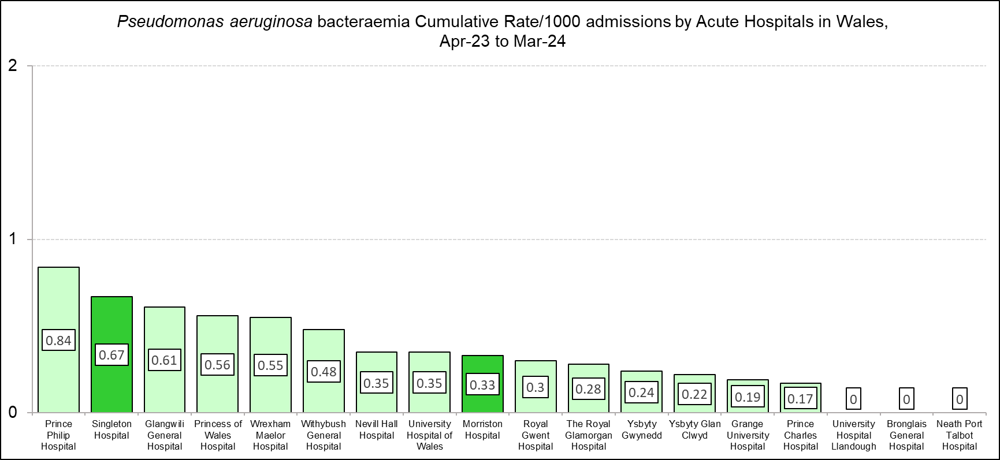 Pseudomonas aeruginosa bacteraemia Cumulative Rate/1000 admissions by Acute Hospitals in Wales,
Apr-23 to Mar-24
2
1
0
0.84
0.67
0.61
0.56
0.55
0.48
0.35
0.35
0.33
0.3
0.28
0.24
0.22
0.19
0.17
0
0
0
Prince
Philip
Hospital
Singleton
Hospital
Glangwili
General
Hospital
Princess of
Wales
Hospital
Wrexham
Maelor
Hospital
Withybush
General
Hospital
Nevill Hall
Hospital
University
Hospital of
Wales
Morriston
Hospital
Royal
Gwent
Hospital
The Royal
Glamorgan
Hospital
Ysbyty
Gwynedd
Ysbyty Glan
Clwyd
Grange
University
Hospital
Prince
Charles
Hospital
University
Hospital
Llandough
Bronglais
General
Hospital
Neath Port
Talbot
Hospital